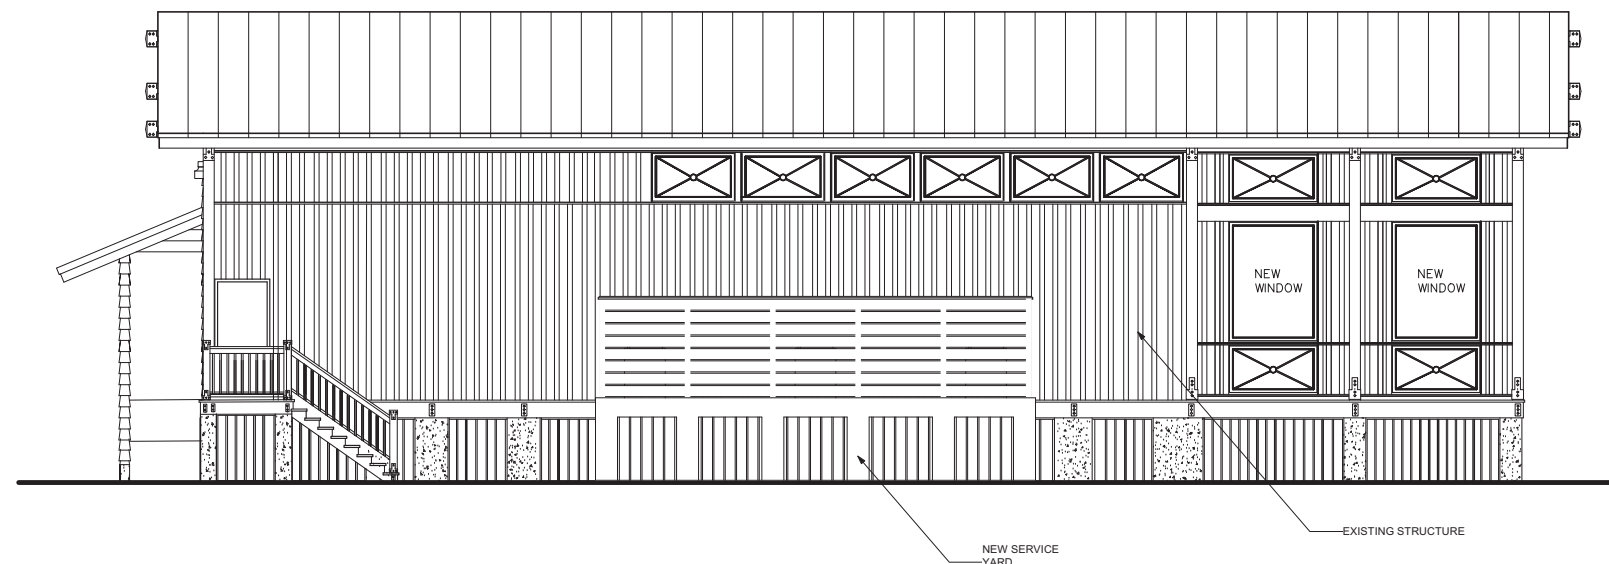 NEW
WINDOW
NEW
WINDOW
EXISTING STRUCTURE
NEW SERVICE
YARD